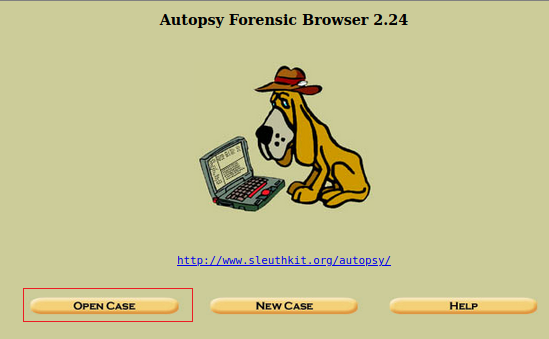 Autopsy Forensic Browser 2.24
http://www.sleuthkit.org/autopsy/
OPEN CASE
NEW CASE
HELP